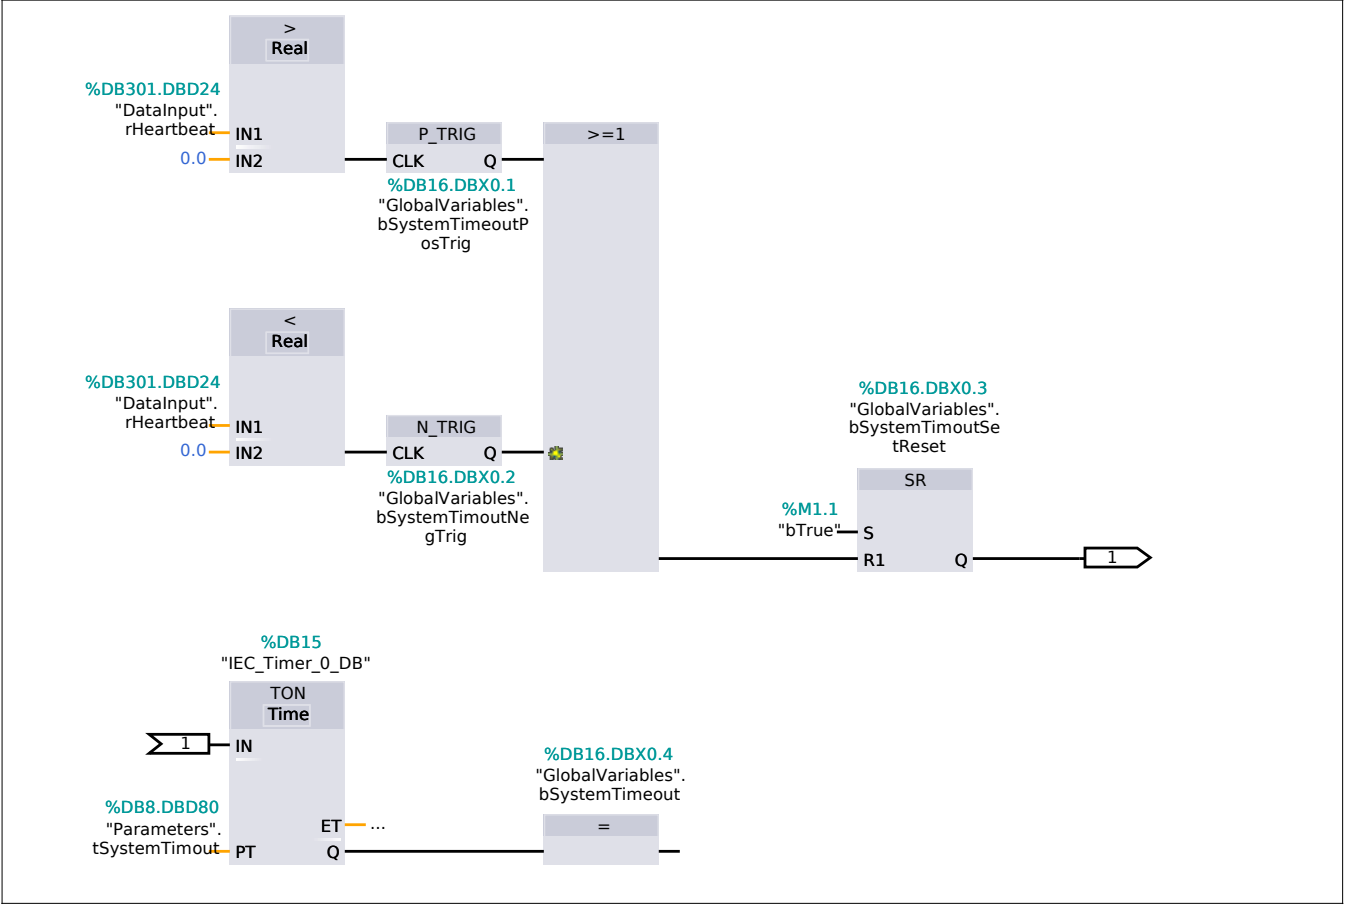 >
Real
%DB301.DBD24
"DataInput".
rHeartbeat
IN1
0.0
IN2
P_TRIG
CLK Q
%DB16.DBX0.1
"GlobalVariables".
bSystemTimeoutP
osTrig
>=1
<
Real
%DB301.DBD24
"DataInput".
rHeartbeat
IN1
0.0
IN2
N_TRIG
CLK Q
%DB16.DBX0.2
"GlobalVariables".
bSystemTimoutNe
gTrig
%DB16.DBX0.3
"GlobalVariables".
bSystemTimoutSe
tReset
SR
%M1.1
"bTrue"
S
R1 Q
1
%DB15
"IEC_Timer_0_DB"
TON
Time
1
IN
%DB8.DBD80
"Parameters".
tSystemTimout
ET ...
PT Q
%DB16.DBX0.4
"GlobalVariables".
bSystemTimeout
=